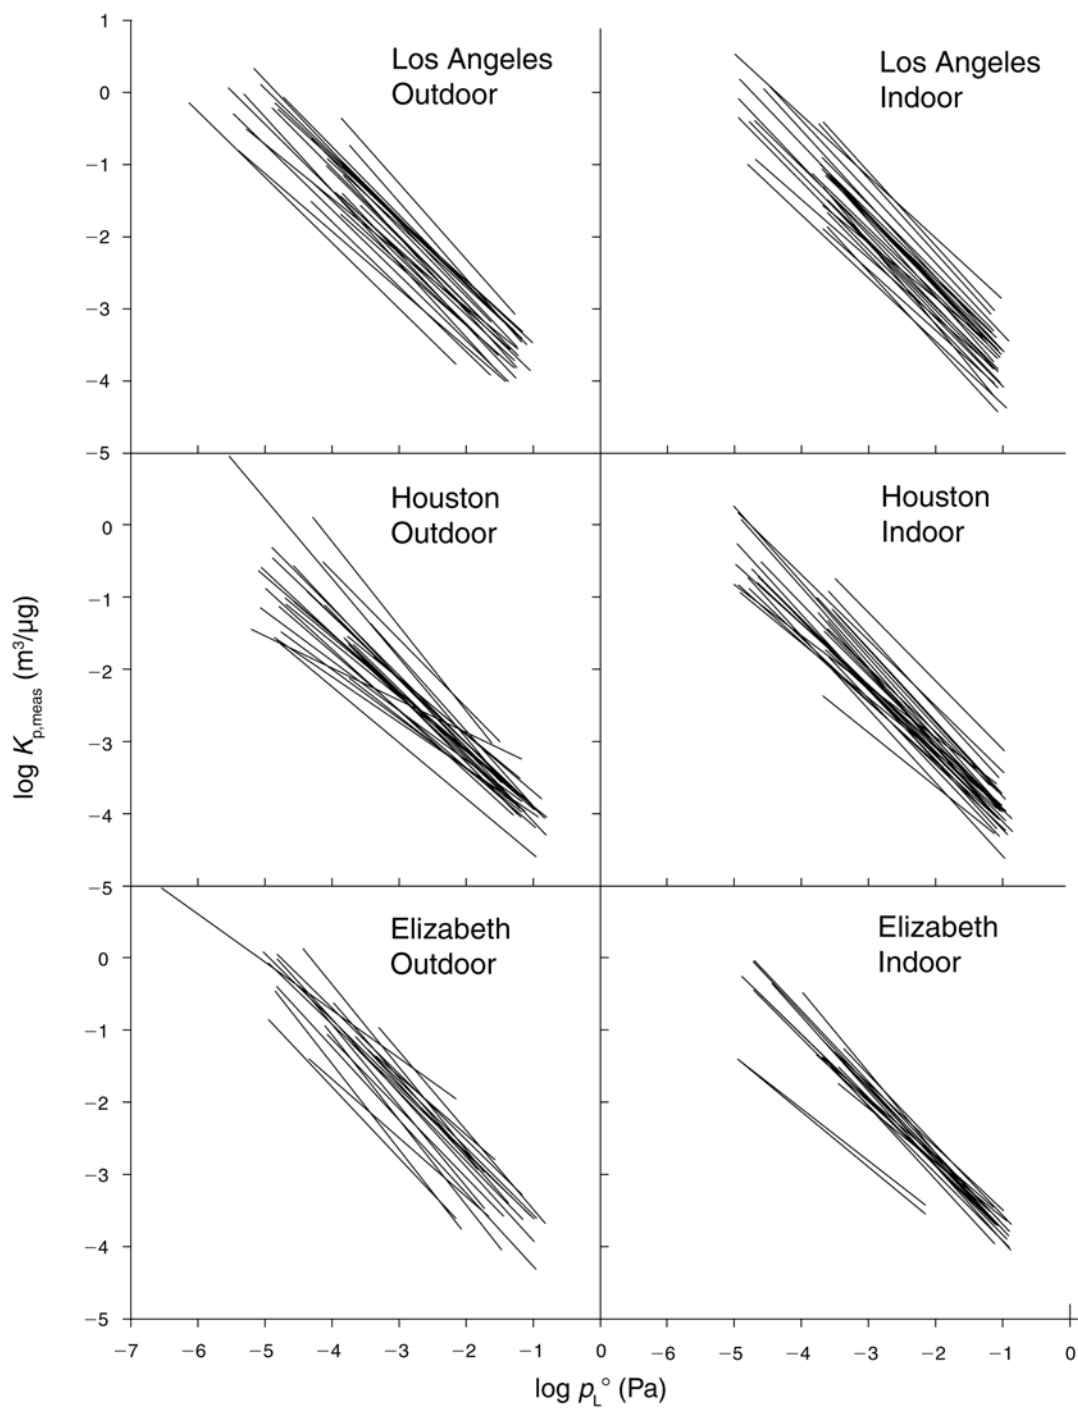 1
0
−1
−2
−3
−4
−5
Los Angeles
Outdoor
Los Angeles
Indoor
0
−1
−2
−3
−4
−5
Houston
Outdoor
Houston
Indoor
0
−1
−2
−3
−4
−5
Elizabeth
Outdoor
Elizabeth
Indoor
log Kp,meas (m³/μg)
−7 −6 −5 −4 −3 −2 −1 0 −6 −5 −4 −3 −2 −1 0
log pL° (Pa)